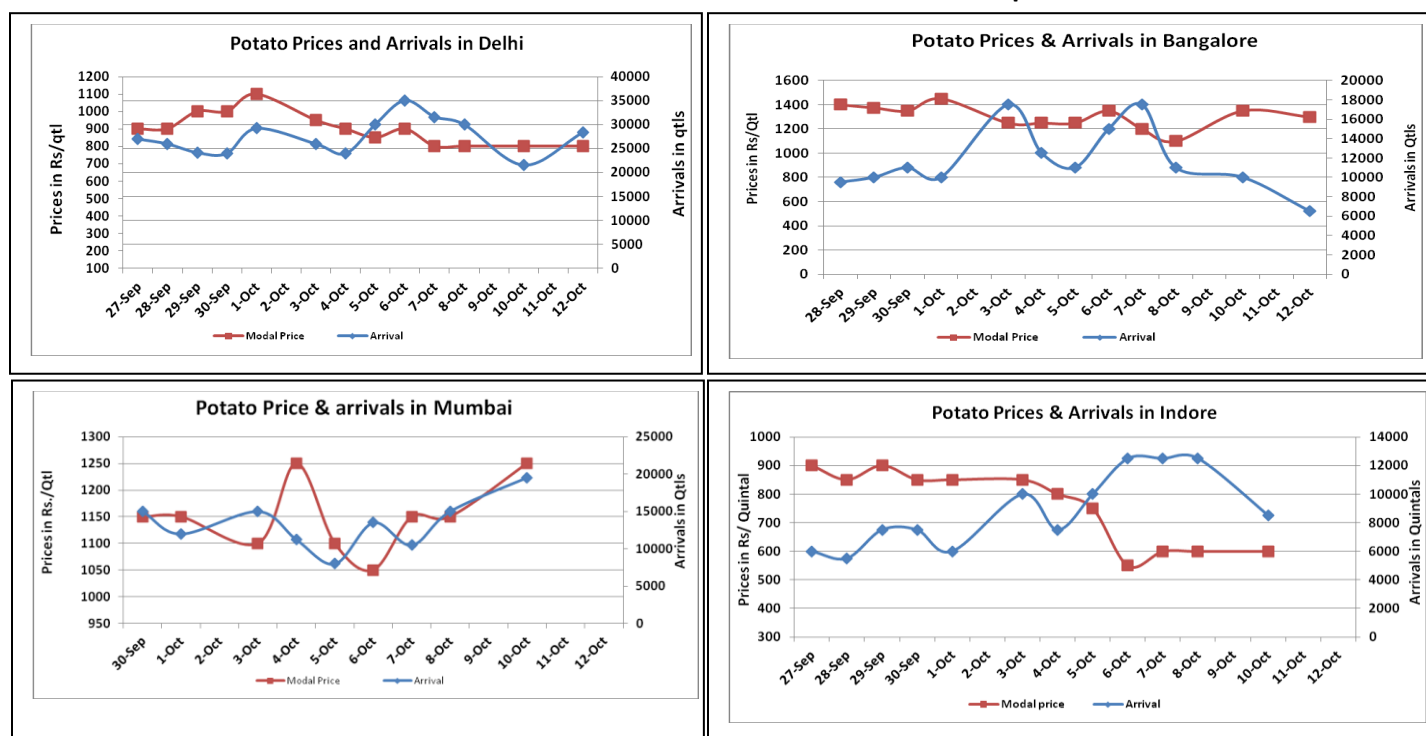 Potato Prices and Arrivals in Delhi
Prices in Rs/qtl
1200
1100
1000
900
800
700
600
500
400
300
200
100
40000
35000
30000
25000
20000
15000
10000
5000
0
Arrivals in qtls
27-Sep
28-Sep
29-Sep
30-Sep
1-Oct
2-Oct
3-Oct
4-Oct
5-Oct
6-Oct
7-Oct
8-Oct
9-Oct
10-Oct
11-Oct
12-Oct
Modal Price
Arrival
Potato Prices & Arrivals in Bangalore
Prices in Rs/Qtl
1600
1400
1200
1000
800
600
400
200
0
20000
18000
16000
14000
12000
10000
8000
6000
4000
2000
0
Arrivals in Qtls
28-Sep
29-Sep
30-Sep
1-Oct
2-Oct
3-Oct
4-Oct
5-Oct
6-Oct
7-Oct
8-Oct
9-Oct
10-Oct
11-Oct
12-Oct
Modal Price
Arrival
Potato Price & arrivals in Mumbai
Prices in Rs./Qtl
1300
1250
1200
1150
1100
1050
1000
950
25000
20000
15000
10000
5000
0
Arrivals in Qtls
30-Sep
1-Oct
2-Oct
3-Oct
4-Oct
5-Oct
6-Oct
7-Oct
8-Oct
9-Oct
10-Oct
11-Oct
12-Oct
Modal Price
Arrival
Potato Prices & Arrivals in Indore
Prices in Rs/ Quintal
1000
900
800
700
600
500
400
300
14000
12000
10000
8000
6000
4000
2000
0
Arrivals in Quintals
27-Sep
28-Sep
29-Sep
30-Sep
1-Oct
2-Oct
3-Oct
4-Oct
5-Oct
6-Oct
7-Oct
8-Oct
9-Oct
10-Oct
11-Oct
12-Oct
Modal price
Arrival